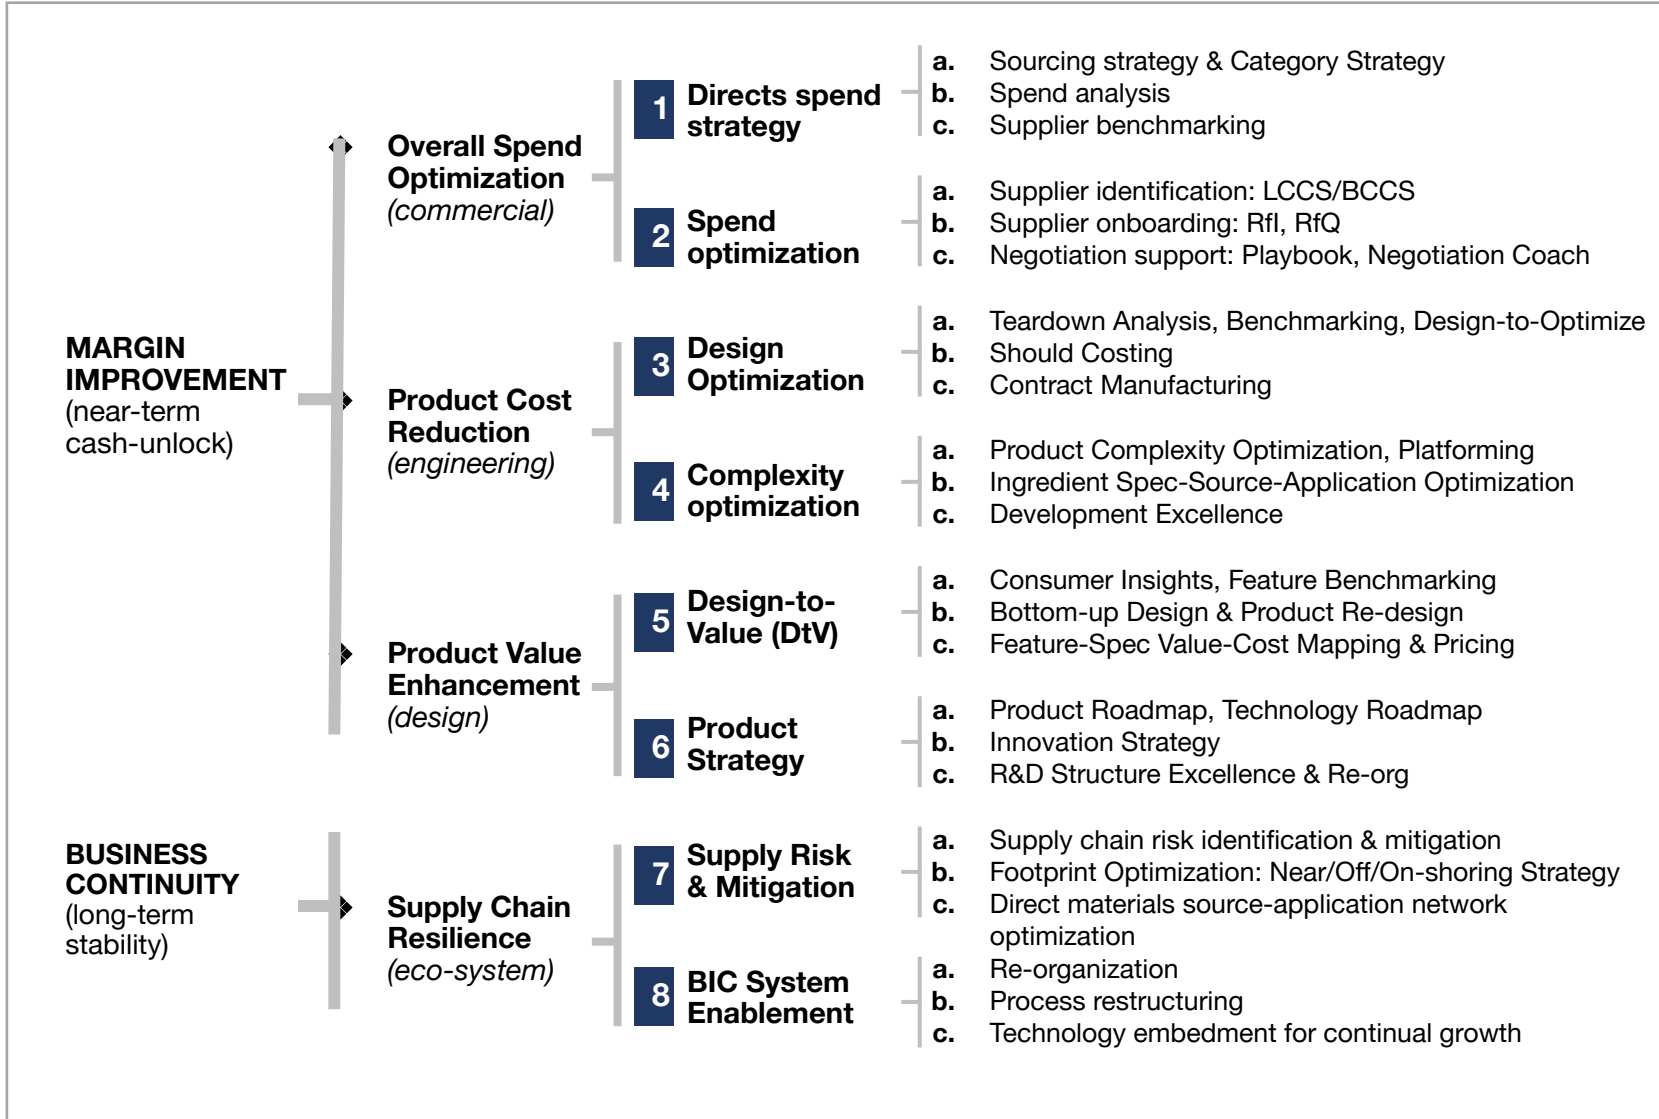 MARGIN
IMPROVEMENT
(near-term
cash-unlock)
Overall Spend
Optimization
(commercial)
1
Directs spend
strategy
a. Sourcing strategy & Category Strategy
b. Spend analysis
c. Supplier benchmarking
2
Spend
optimization
a. Supplier identification: LCCS/BCCS
b. Supplier onboarding: RfI, RfQ
c. Negotiation support: Playbook, Negotiation Coach
Product Cost
Reduction
(engineering)
3
Design
Optimization
a. Teardown Analysis, Benchmarking, Design-to-Optimize
b. Should Costing
c. Contract Manufacturing
4
Complexity
optimization
a. Product Complexity Optimization, Platforming
b. Ingredient Spec-Source-Application Optimization
c. Development Excellence
Product Value
Enhancement
(design)
5
Design-to-
Value (DtV)
a. Consumer Insights, Feature Benchmarking
b. Bottom-up Design & Product Re-design
c. Feature-Spec Value-Cost Mapping & Pricing
6
Product
Strategy
a. Product Roadmap, Technology Roadmap
b. Innovation Strategy
c. R&D Structure Excellence & Re-org
BUSINESS
CONTINUITY
(long-term
stability)
Supply Chain
Resilience
(eco-system)
7
Supply Risk
& Mitigation
a. Supply chain risk identification & mitigation
b. Footprint Optimization: Near/Off/On-shoring Strategy
c. Direct materials source-application network
optimization
8
BIC System
Enablement
a. Re-organization
b. Process restructuring
c. Technology embedment for continual growth